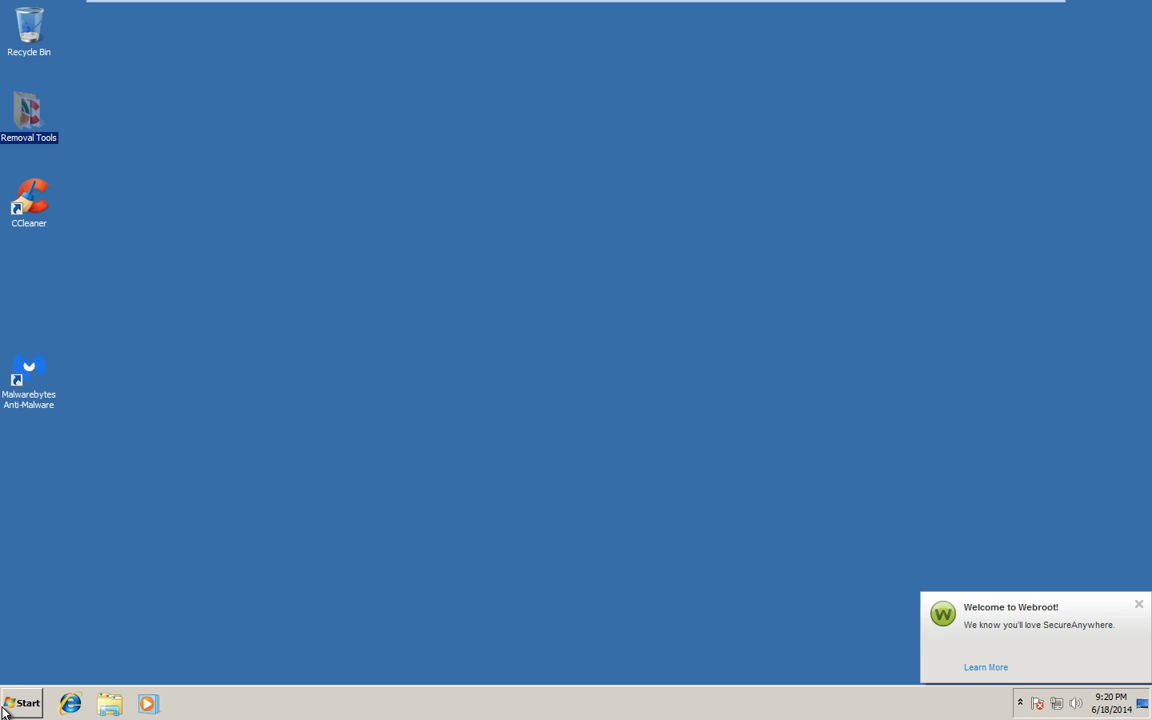 Recycle Bin
Removal Tools
CCleaner
Malwarebytes
Anti-Malware
W
Welcome to Webroot!
We know you'll love SecureAnywhere.
Learn More
Start
9:20 PM
6/18/2014